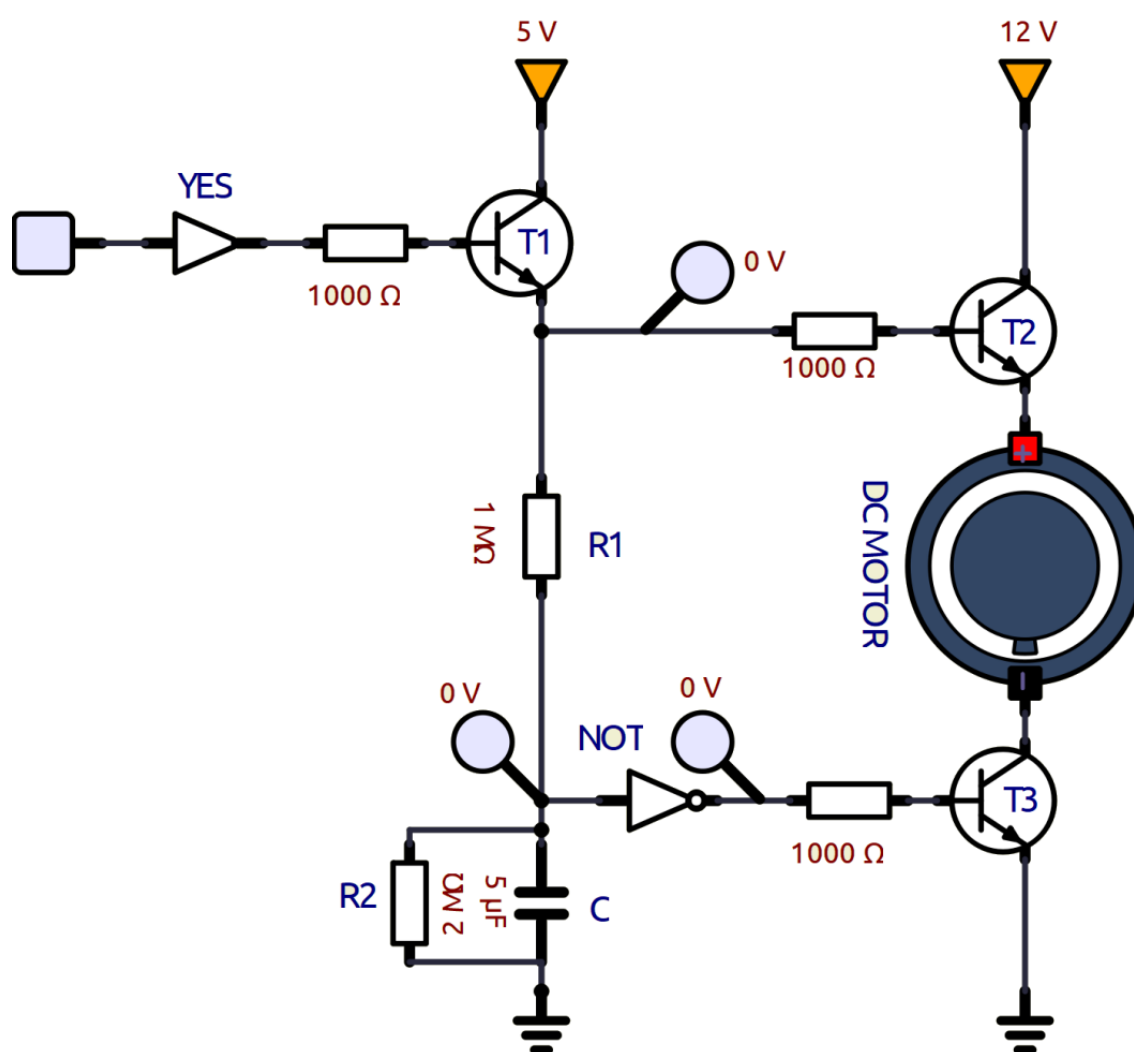 5 V
12 V
YES
T1
1000 Ω
0 V
T2
1000 Ω
+
DC MOTOR
1 MΩ
R1
0 V
0 V
NOT
T3
1000 Ω
R2
2 MΩ
5 µF
C